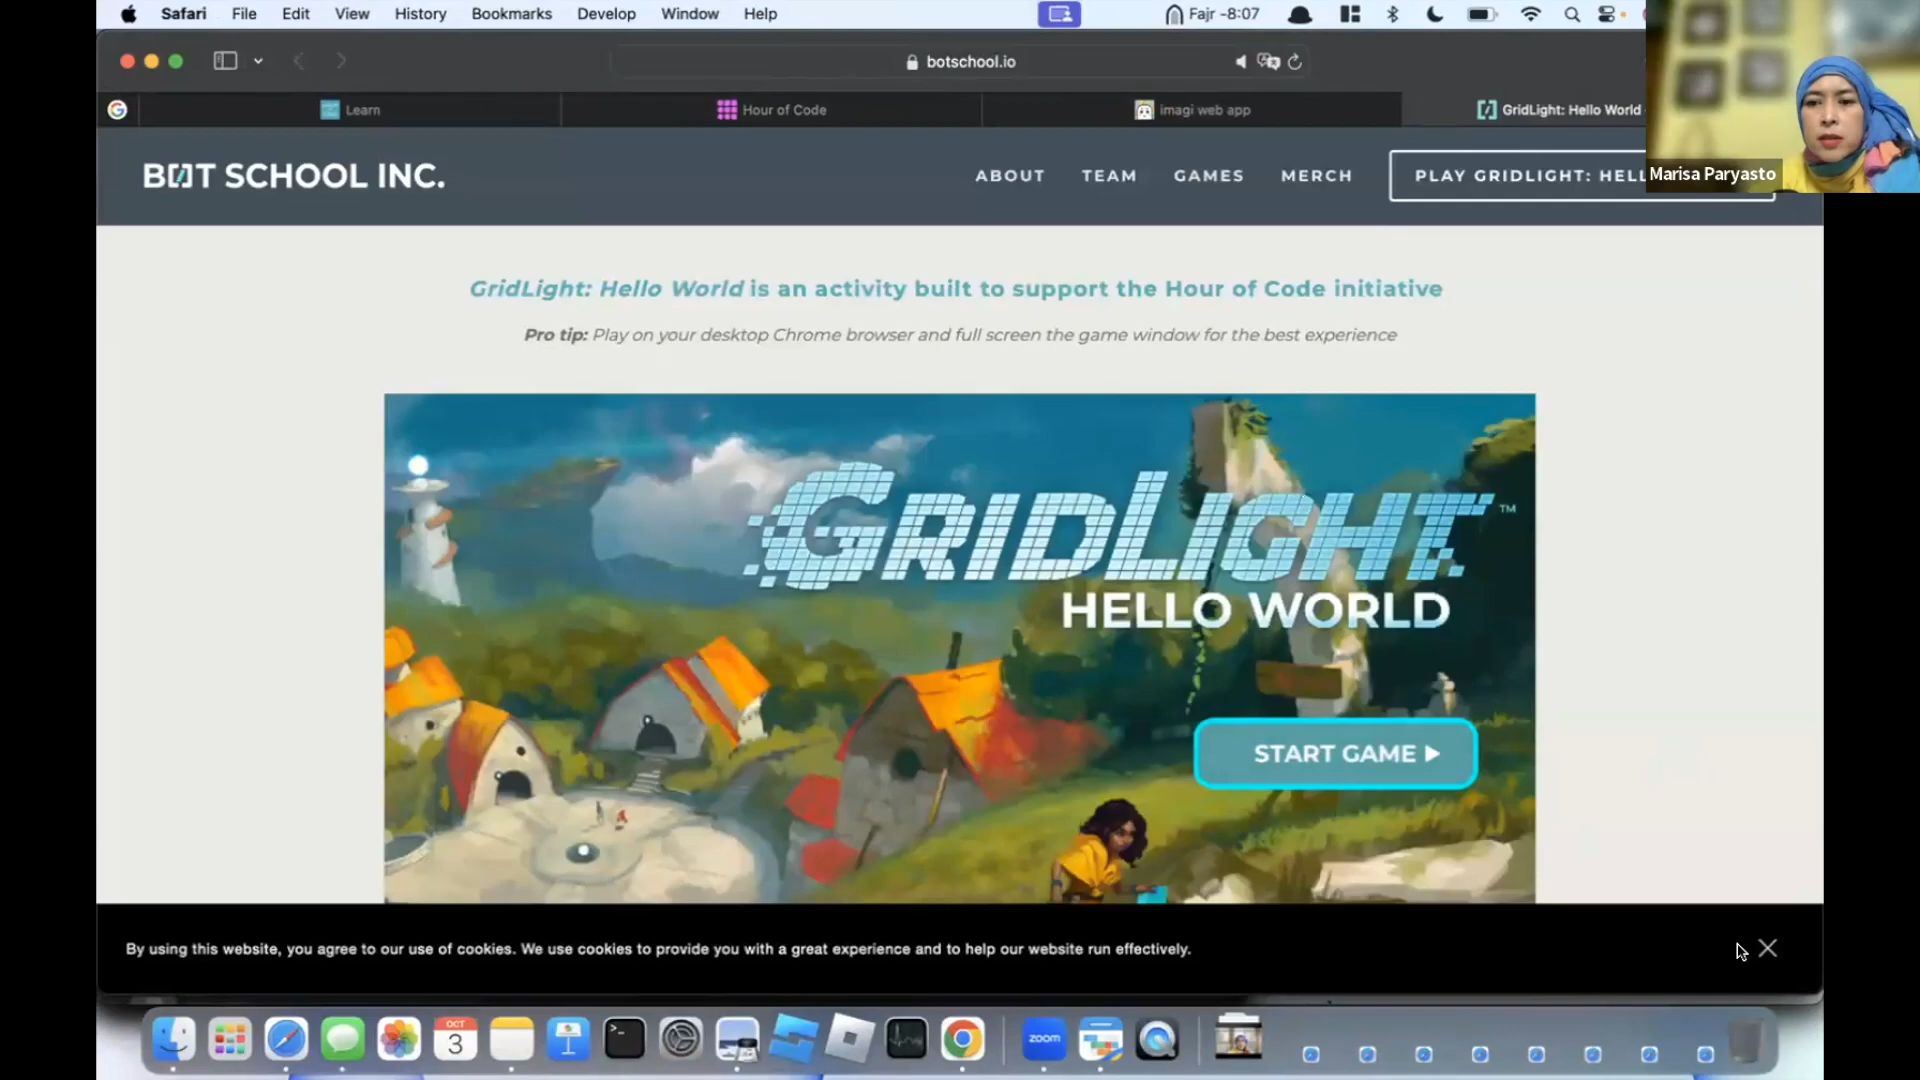 Safari File Edit View History Bookmarks Develop Window Help
Fajr -8:07
botschool.io
Learn
Hour of Code
imagi web app
GridLight: Hello World
Marisa Paryasto
BOT SCHOOL INC.
ABOUT TEAM GAMES MERCH
PLAY GRIDLIGHT: HELL
GridLight: Hello World is an activity built to support the Hour of Code initiative
Pro tip: Play on your desktop Chrome browser and full screen the game window for the best experience
GRIDLIGHT™
HELLO WORLD
START GAME
By using this website, you agree to our use of cookies. We use cookies to provide you with a great experience and to help our website run effectively.
OCT
3
zoom